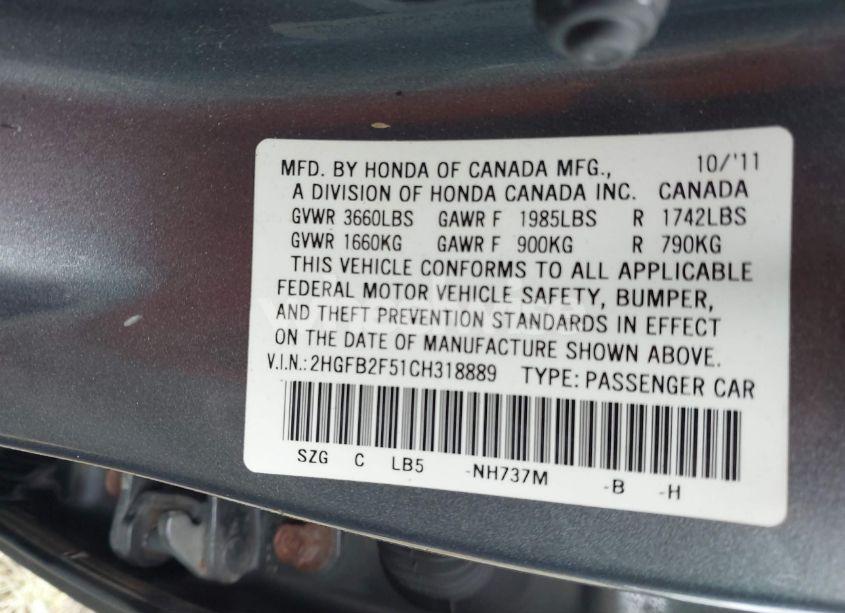 MFD. BY HONDA OF CANADA MFG., 10/'11
A DIVISION OF HONDA CANADA INC. CANADA
GVWR 3660LBS GAWR F 1985LBS R 1742LBS
GVWR 1660KG GAWR F 900KG R 790KG
THIS VEHICLE CONFORMS TO ALL APPLICABLE
FEDERAL MOTOR VEHICLE SAFETY, BUMPER,
AND THEFT PREVENTION STANDARDS IN EFFECT
ON THE DATE OF MANUFACTURE SHOWN ABOVE.
V.I.N.: 2HGFB2F51CH318889 TYPE: PASSENGER CAR
SZG C LB5 -NH737M -B -H